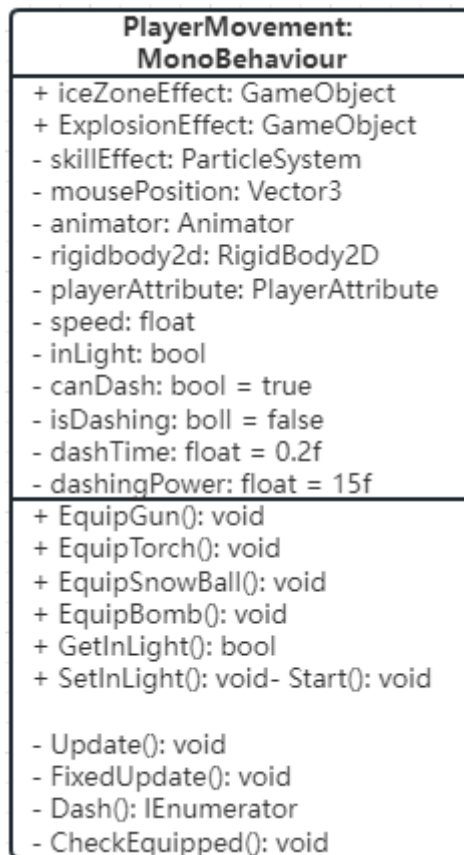 PlayerMovement:
MonoBehaviour
+ iceZoneEffect: GameObject
+ ExplosionEffect: GameObject
- skillEffect: ParticleSystem
- mousePosition: Vector3
- animator: Animator
- rigidbody2d: RigidBody2D
- playerAttribute: PlayerAttribute
- speed: float
- inLight: bool
- canDash: bool = true
- isDashing: boll = false
- dashTime: float = 0.2f
- dashingPower: float = 15f
+ EquipGun(): void
+ EquipTorch(): void
+ EquipSnowBall(): void
+ EquipBomb(): void
+ GetInLight(): bool
+ SetInLight(): void- Start(): void
- Update(): void
- FixedUpdate(): void
- Dash(): IEnumerator
- CheckEquipped(): void